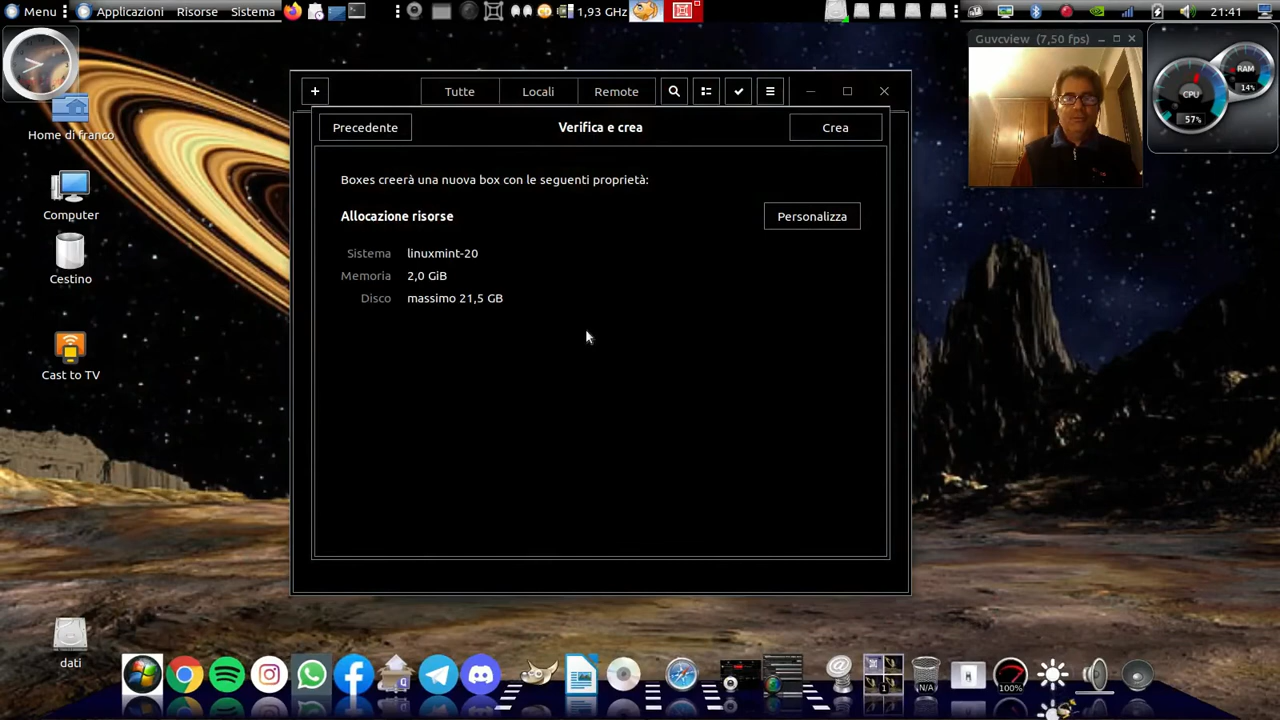 Menu Applicazioni Risorse Sistema 1,93 GHz 21:41
Guvcview (7,50 fps)
RAM
14%
CPU
57%
Home di franco
Computer
Cestino
Cast to TV
dati
Tutte Locali Remote
Precedente Verifica e crea Crea
Boxes creerà una nuova box con le seguenti proprietà:
Allocazione risorse Personalizza
Sistema linuxmint-20
Memoria 2,0 GiB
Disco massimo 21,5 GB
1
N/A
100%